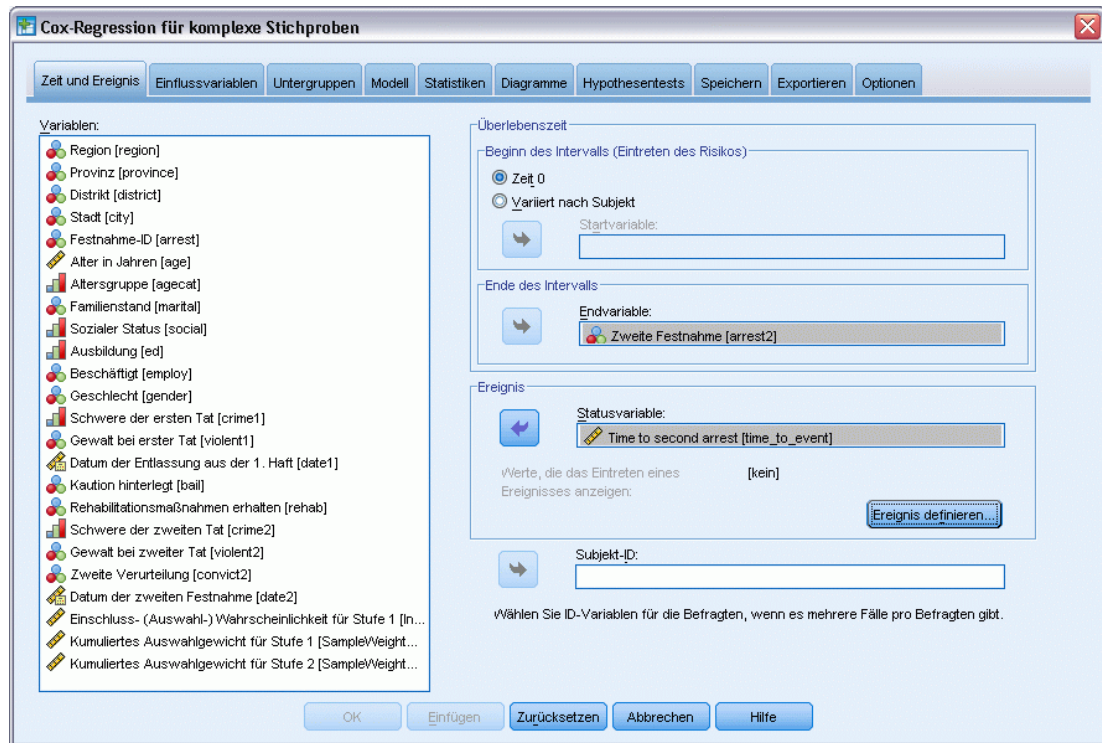 Cox-Regression für komplexe Stichproben
Zeit und Ereignis Einflussvariablen Untergruppen Modell Statistiken Diagramme Hypothesentests Speichern Exportieren Optionen
Variablen:
Region [region]
Provinz [province]
Distrikt [district]
Stadt [city]
Festnahme-ID [arrest]
Alter in Jahren [age]
Altersgruppe [agecat]
Familienstand [marital]
Sozialer Status [social]
Ausbildung [ed]
Beschäftigt [employ]
Geschlecht [gender]
Schwere der ersten Tat [crime1]
Gewalt bei erster Tat [violent1]
Datum der Entlassung aus der 1. Haft [date1]
Kaution hinterlegt [bail]
Rehabilitationsmaßnahmen erhalten [rehab]
Schwere der zweiten Tat [crime2]
Gewalt bei zweiter Tat [violent2]
Zweite Verurteilung [convict2]
Datum der zweiten Festnahme [date2]
Einschluss- (Auswahl-) Wahrscheinlichkeit für Stufe 1 [In...
Kumuliertes Auswahlgewicht für Stufe 1 [SampleWeight...
Kumuliertes Auswahlgewicht für Stufe 2 [SampleWeight...
Überlebenszeit
Beginn des Intervalls (Eintreten des Risikos)
Zeit 0
Variiert nach Subjekt
Startvariable:
Ende des Intervalls
Endvariable:
Zweite Festnahme [arrest2]
Ereignis
Statusvariable:
Time to second arrest [time_to_event]
Werte, die das Eintreten eines [kein]
Ereignisses anzeigen:
Ereignis definieren...
Subjekt-ID:
Wählen Sie ID-Variablen für die Befragten, wenn es mehrere Fälle pro Befragten gibt.
OK Einfügen Zurücksetzen Abbrechen Hilfe